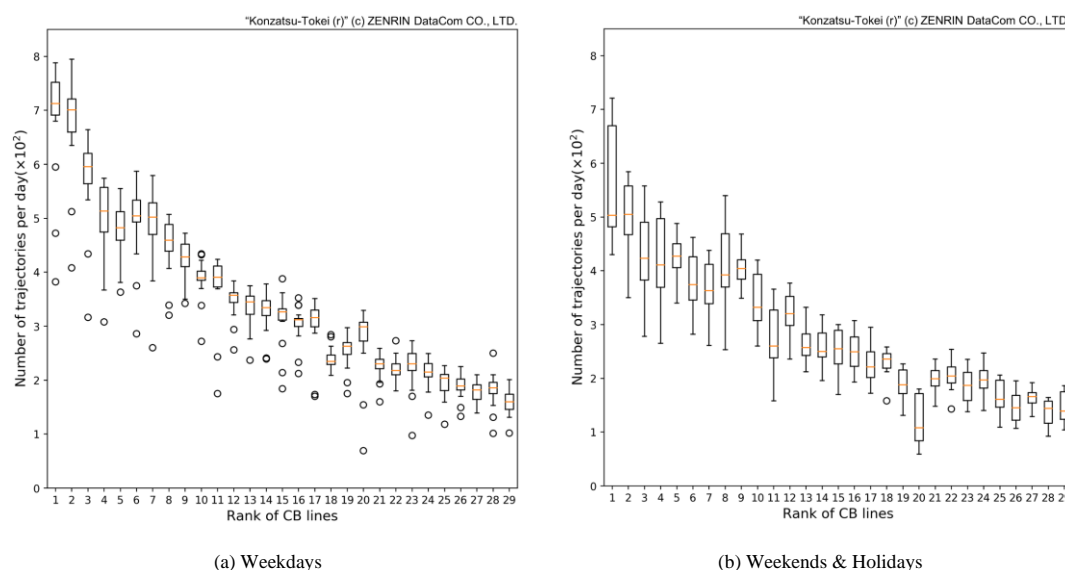 "Konzatsu-Tokei (r)" (c) ZENRIN DataCom CO., LTD.
Number of trajectories per day(×10²)
8
7
6
5
4
3
2
1
0
1 2 3 4 5 6 7 8 9 10 11 12 13 14 15 16 17 18 19 20 21 22 23 24 25 26 27 28 29
Rank of CB lines
(a) Weekdays
"Konzatsu-Tokei (r)" (c) ZENRIN DataCom CO., LTD.
Number of trajectories per day(×10²)
8
7
6
5
4
3
2
1
0
1 2 3 4 5 6 7 8 9 10 11 12 13 14 15 16 17 18 19 20 21 22 23 24 25 26 27 28 29
Rank of CB lines
(b) Weekends & Holidays